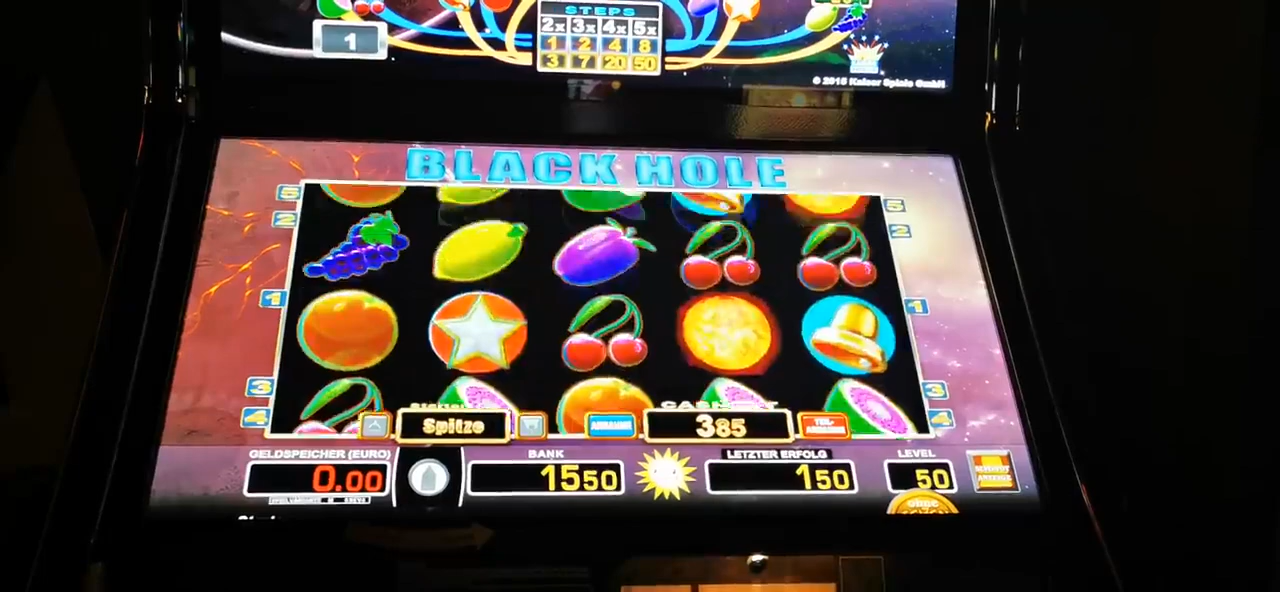 1
STEPS
2x 3x 4x 5x
1 2 4 8
3 7 20 50
© 2015 Kaiser Spiele GmbH
BLACK HOLE
5 5
2 2
1 1
3 3
4 4
Spitze
385
GELDSPEICHER (EURO) BANK LETZTER ERFOLG LEVEL
0.00 1550 150 50
OHNE